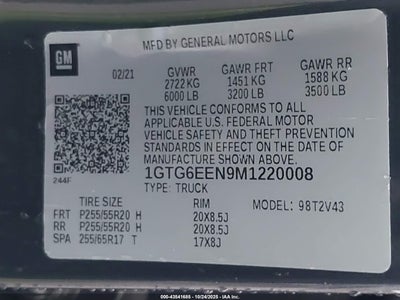 GM
MFD BY GENERAL MOTORS LLC
02/21 GVWR GAWR FRT GAWR RR
2722 KG 1451 KG 1588 KG
6000 LB 3200 LB 3500 LB
THIS VEHICLE CONFORMS TO ALL
APPLICABLE U.S. FEDERAL MOTOR
VEHICLE SAFETY AND THEFT PREVENTION
STANDARDS IN EFFECT ON THE DATE OF
MANUFACTURE SHOWN ABOVE.
244F 1GTG6EEN9M1220008
TYPE: TRUCK
TIRE SIZE RIM MODEL: 98T2V43
FRT P255/55R20 H 20X8.5J
RR P255/55R20 H 20X8.5J
SPA 255/65R17 T 17X8J
000-43541685 - 10/24/2025 - IAAI.COM